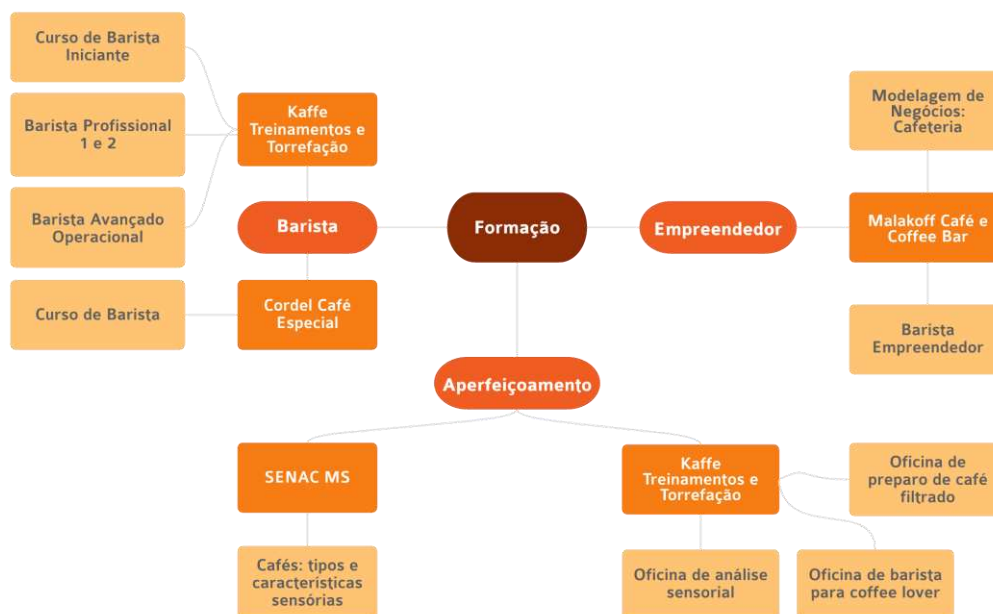 Curso de Barista
Iniciante
Barista Profissional
1 e 2
Barista Avançado
Operacional
Curso de Barista
Kaffe
Treinamentos e
Torrefação
Barista
Cordel Café
Especial
Formação
Empreendedor
Modelagem de
Negócios:
Cafeteria
Malakoff Café e
Coffee Bar
Barista
Empreendedor
Aperfeiçoamento
SENAC MS
Cafés: tipos e
características
sensórias
Kaffe
Treinamentos e
Torrefação
Oficina de
preparo de café
filtrado
Oficina de análise
sensorial
Oficina de barista
para coffee lover